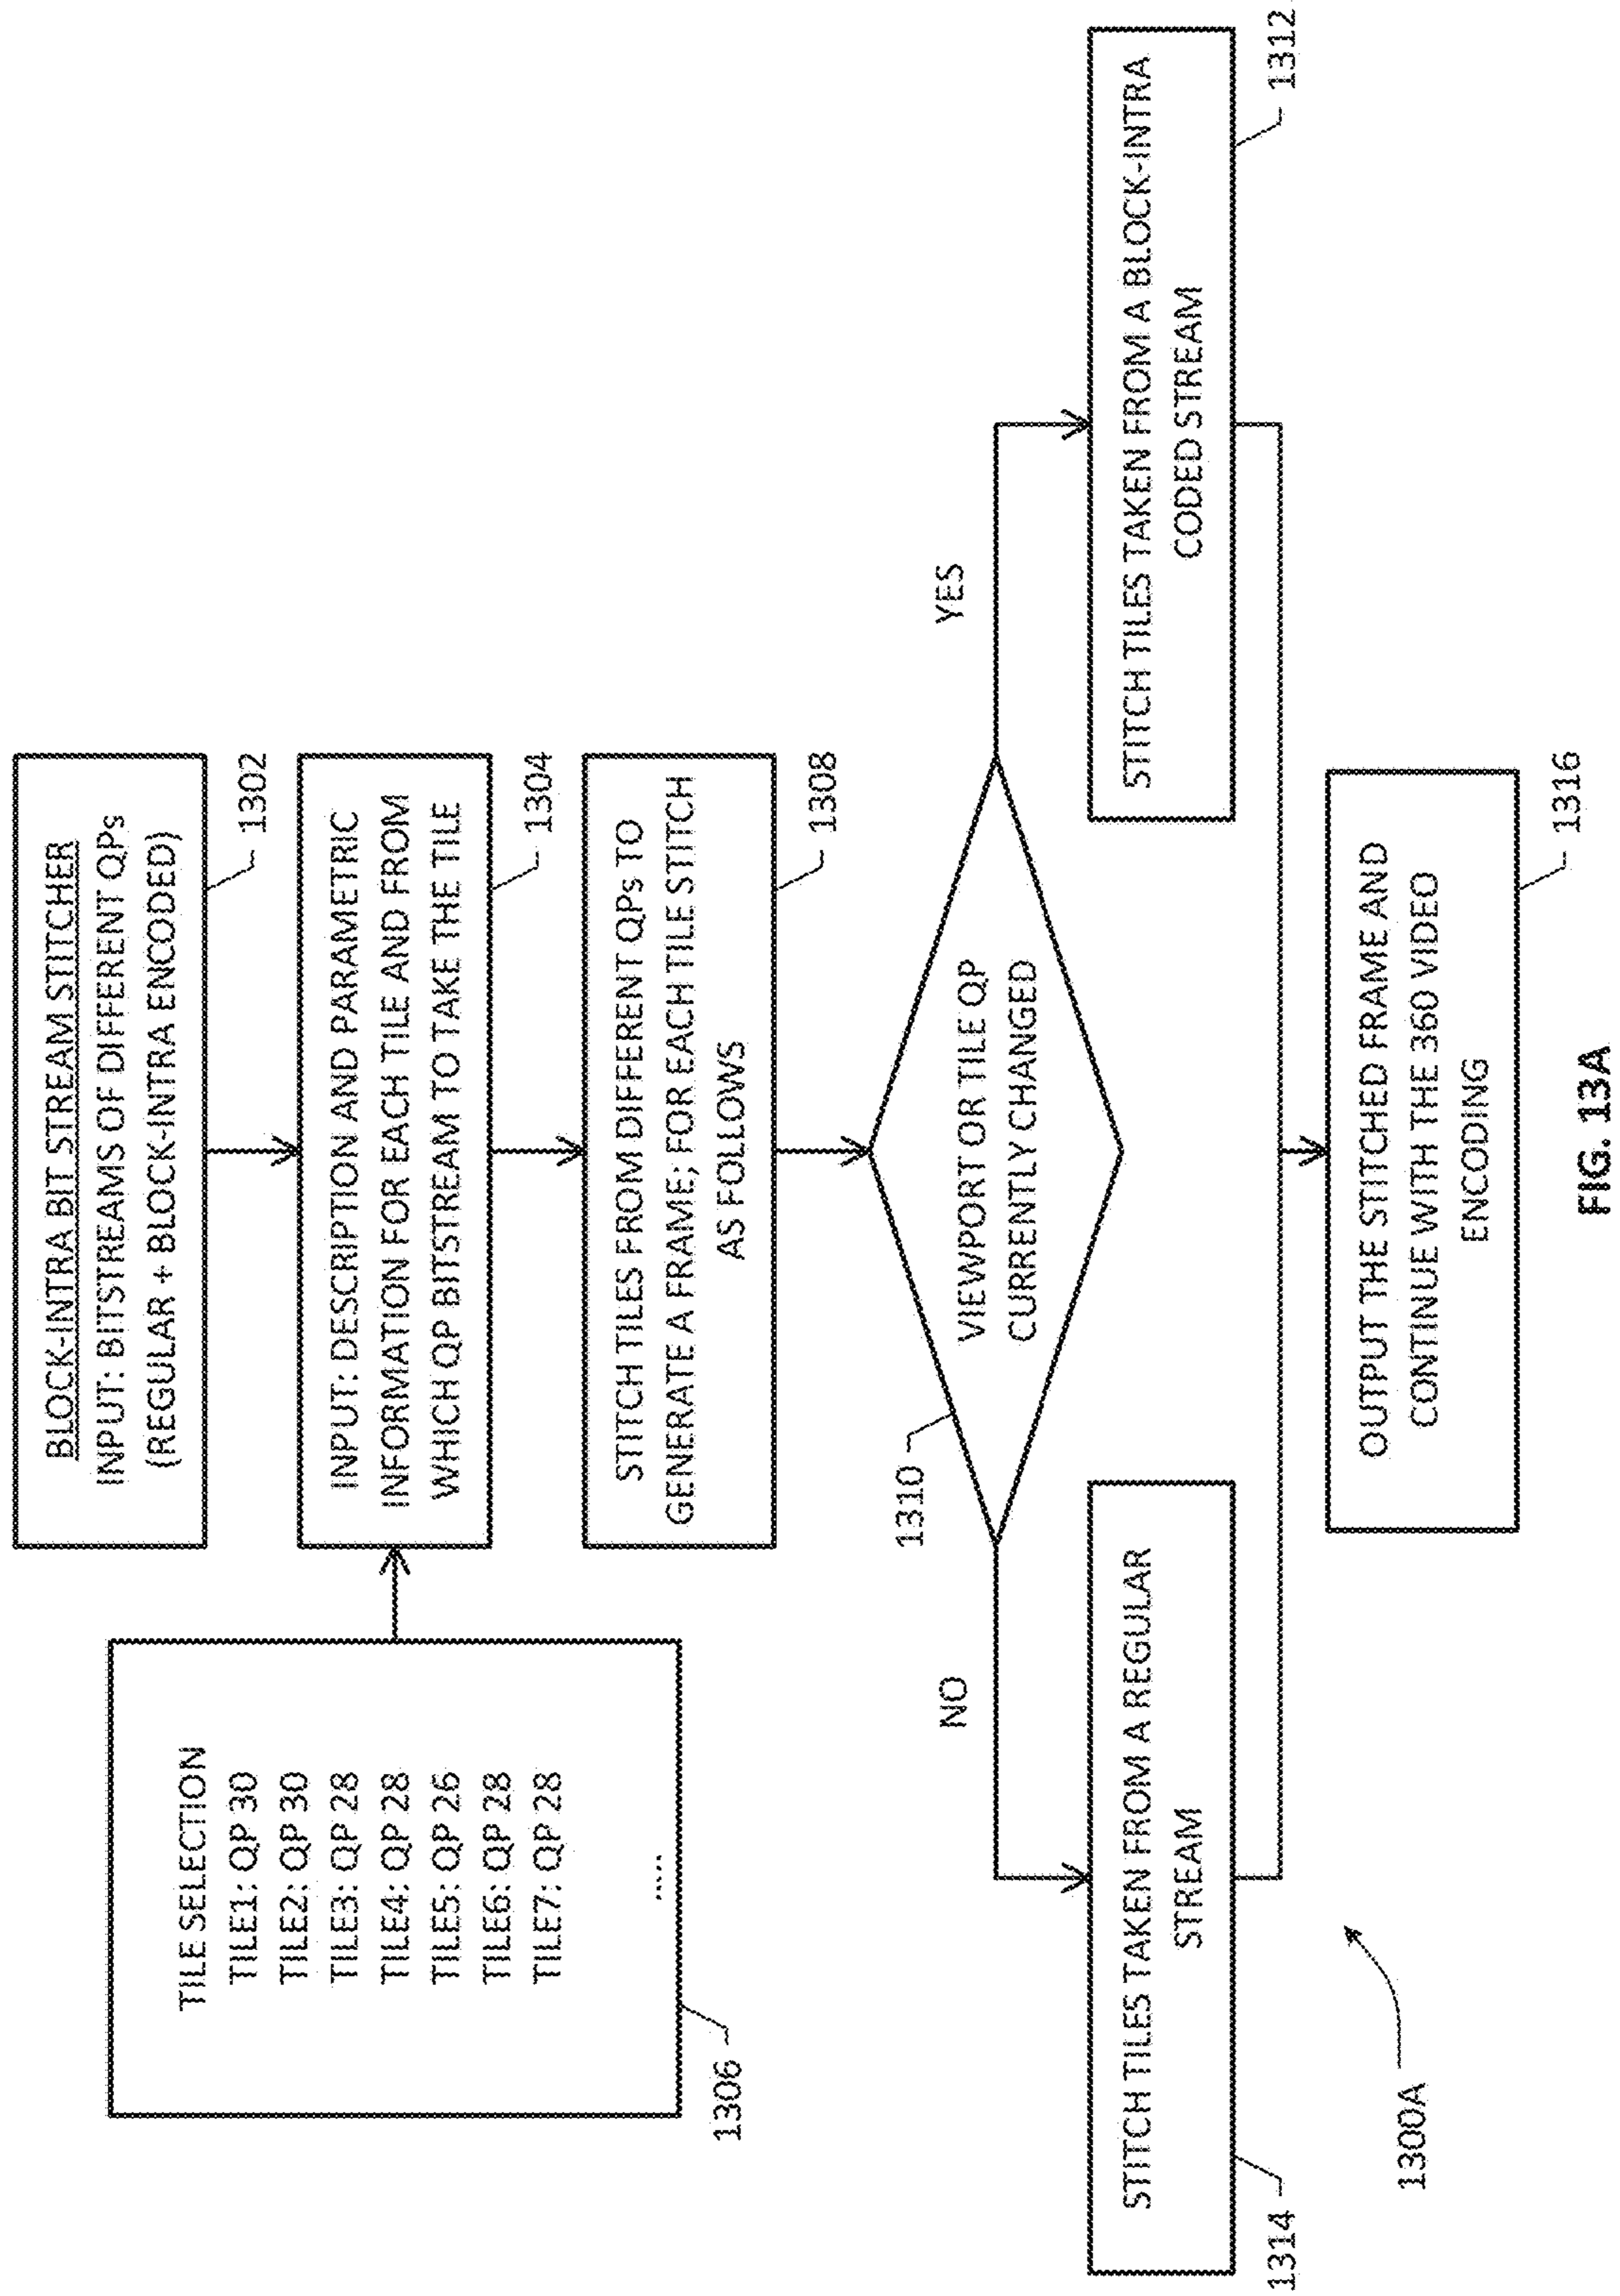 BLOCK-INTRA BIT STREAM STITCHER
INPUT: BITSTREAMS OF DIFFERENT QPs
(REGULAR + BLOCK-INTRA ENCODED)
1302
TILE SELECTION
TILE1: QP 30
TILE2: QP 30
TILE3: QP 28
TILE4: QP 28
TILE5: QP 26
TILE6: QP 28
TILE7: QP 28
....
1306
INPUT: DESCRIPTION AND PARAMETRIC
INFORMATION FOR EACH TILE AND FROM
WHICH QP BITSTREAM TO TAKE THE TILE
1304
STITCH TILES FROM DIFFERENT QPs TO
GENERATE A FRAME; FOR EACH TILE STITCH
AS FOLLOWS
1308
1310
VIEWPORT OR TILE QP
CURRENTLY CHANGED
NO
YES
STITCH TILES TAKEN FROM A REGULAR
STREAM
1314
STITCH TILES TAKEN FROM A BLOCK-INTRA
CODED STREAM
1312
OUTPUT THE STITCHED FRAME AND
CONTINUE WITH THE 360 VIDEO
ENCODING
1316
1300A
FIG. 13A